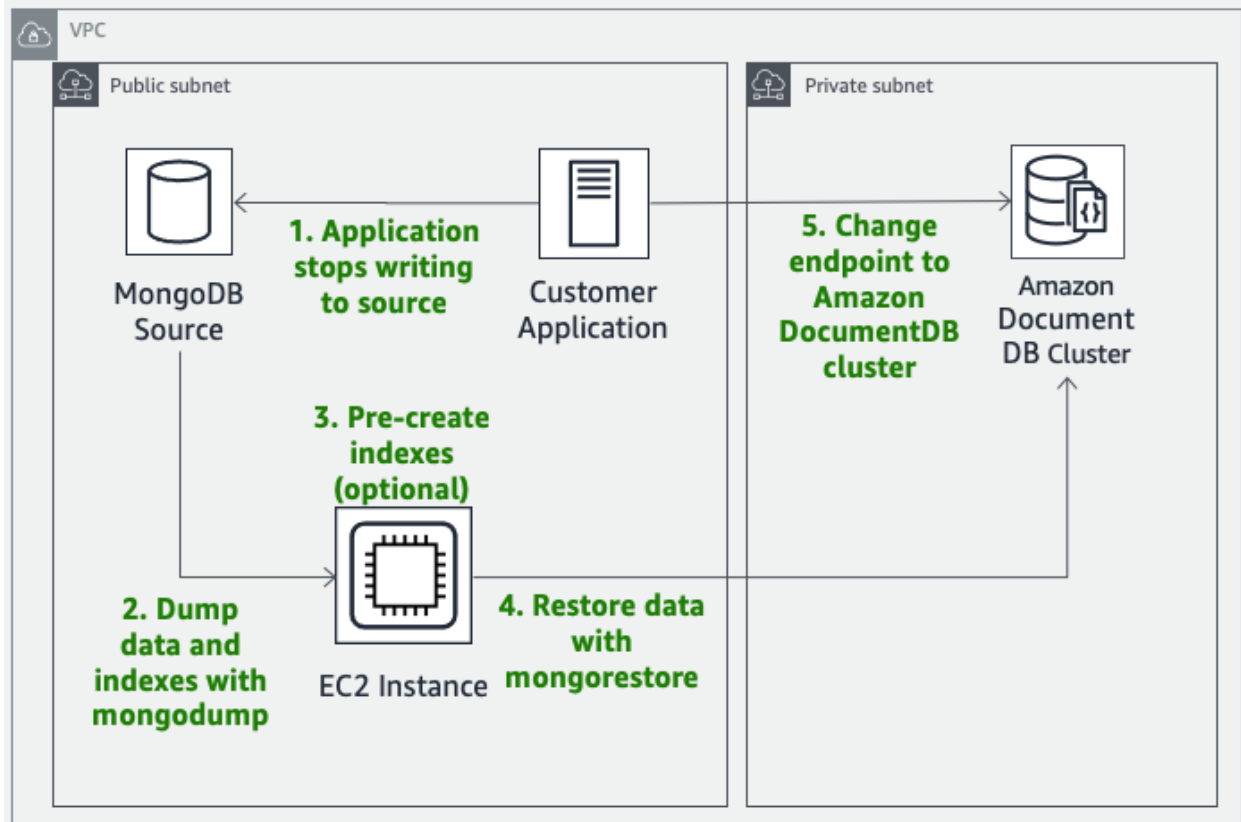 VPC
Public subnet
Private subnet
1. Application
stops writing
to source
5. Change
endpoint to
Amazon
DocumentDB
cluster
MongoDB
Source
Customer
Application
Amazon
Document
DB Cluster
3. Pre-create
indexes
(optional)
2. Dump
data and
indexes with
mongodump
EC2 Instance
4. Restore data
with
mongorestore